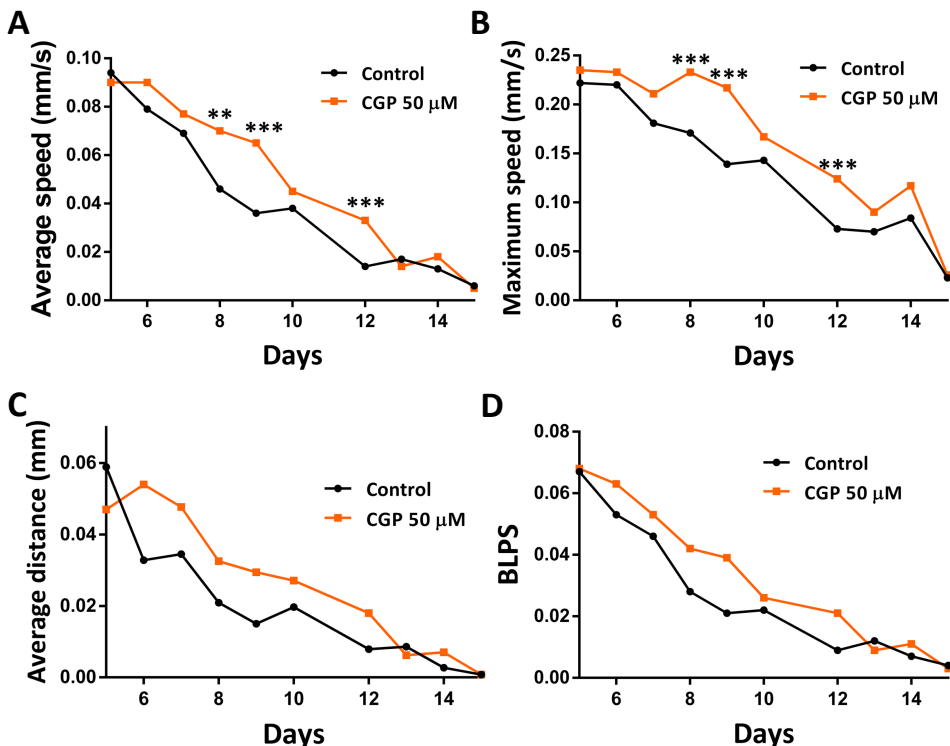 A
Average speed (mm/s)
0.10
0.08
0.06
0.04
0.02
0.00
Control
CGP 50 μM
**
***
***
6
8
10
12
14
Days
B
Maximum speed (mm/s)
0.25
0.20
0.15
0.10
0.05
0.00
***
***
***
Control
CGP 50 μM
6
8
10
12
14
Days
C
Average distance (mm)
0.06
0.04
0.02
0.00
Control
CGP 50 μM
6
8
10
12
14
Days
D
BLPS
0.08
0.06
0.04
0.02
0.00
Control
CGP 50 μM
6
8
10
12
14
Days